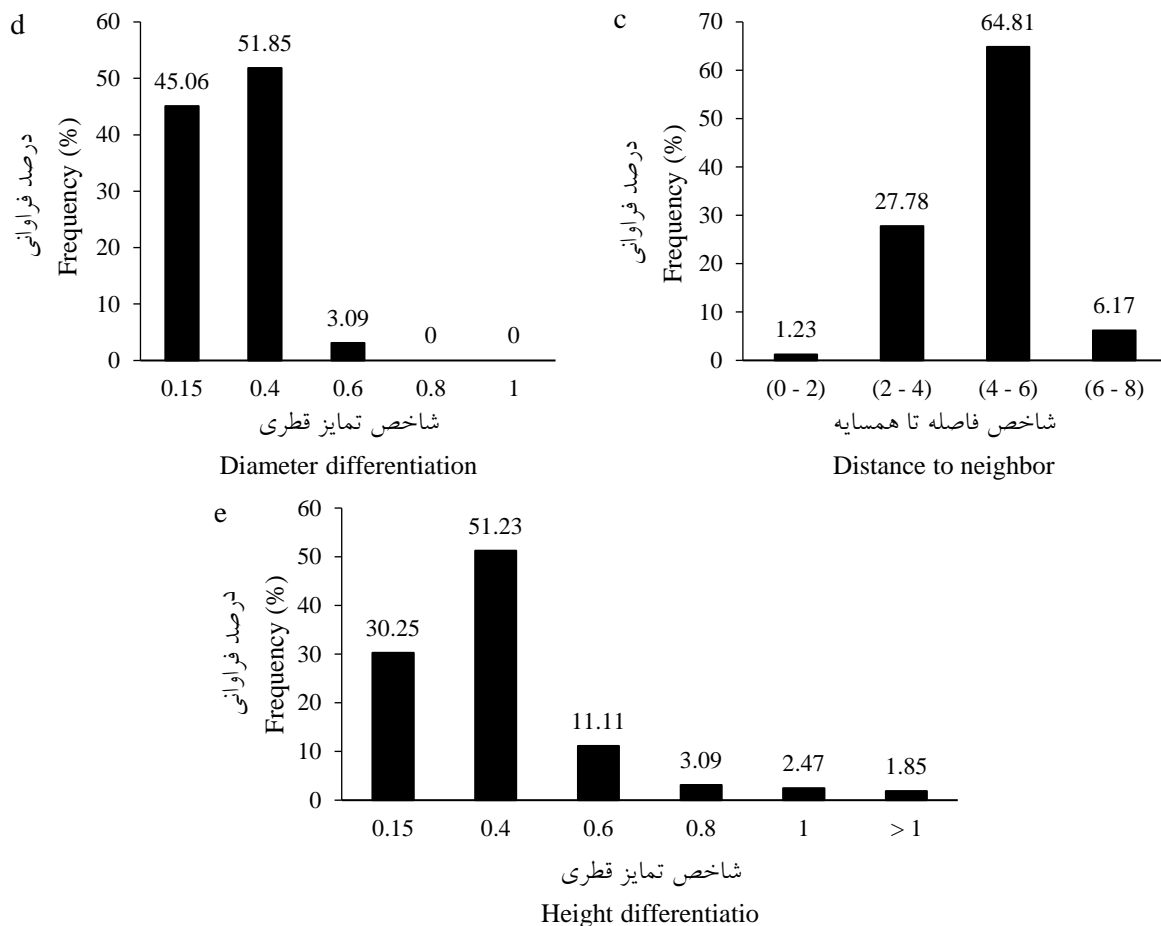 d
60
50
40
30
20
10
0
45.06
51.85
3.09
0
0
0.15 0.4 0.6 0.8 1
درصد فراوانی
Frequency (%)
شاخص تمایز قطری
Diameter differentiation
c
70
60
50
40
30
20
10
0
1.23
27.78
64.81
6.17
(0 - 2) (2 - 4) (4 - 6) (6 - 8)
درصد فراوانی
Frequency (%)
شاخص فاصله تا همسایه
Distance to neighbor
e
60
50
40
30
20
10
0
30.25
51.23
11.11
3.09
2.47
1.85
0.15 0.4 0.6 0.8 1 > 1
درصد فراوانی
Frequency (%)
شاخص تمایز قطری
Height differentiatio